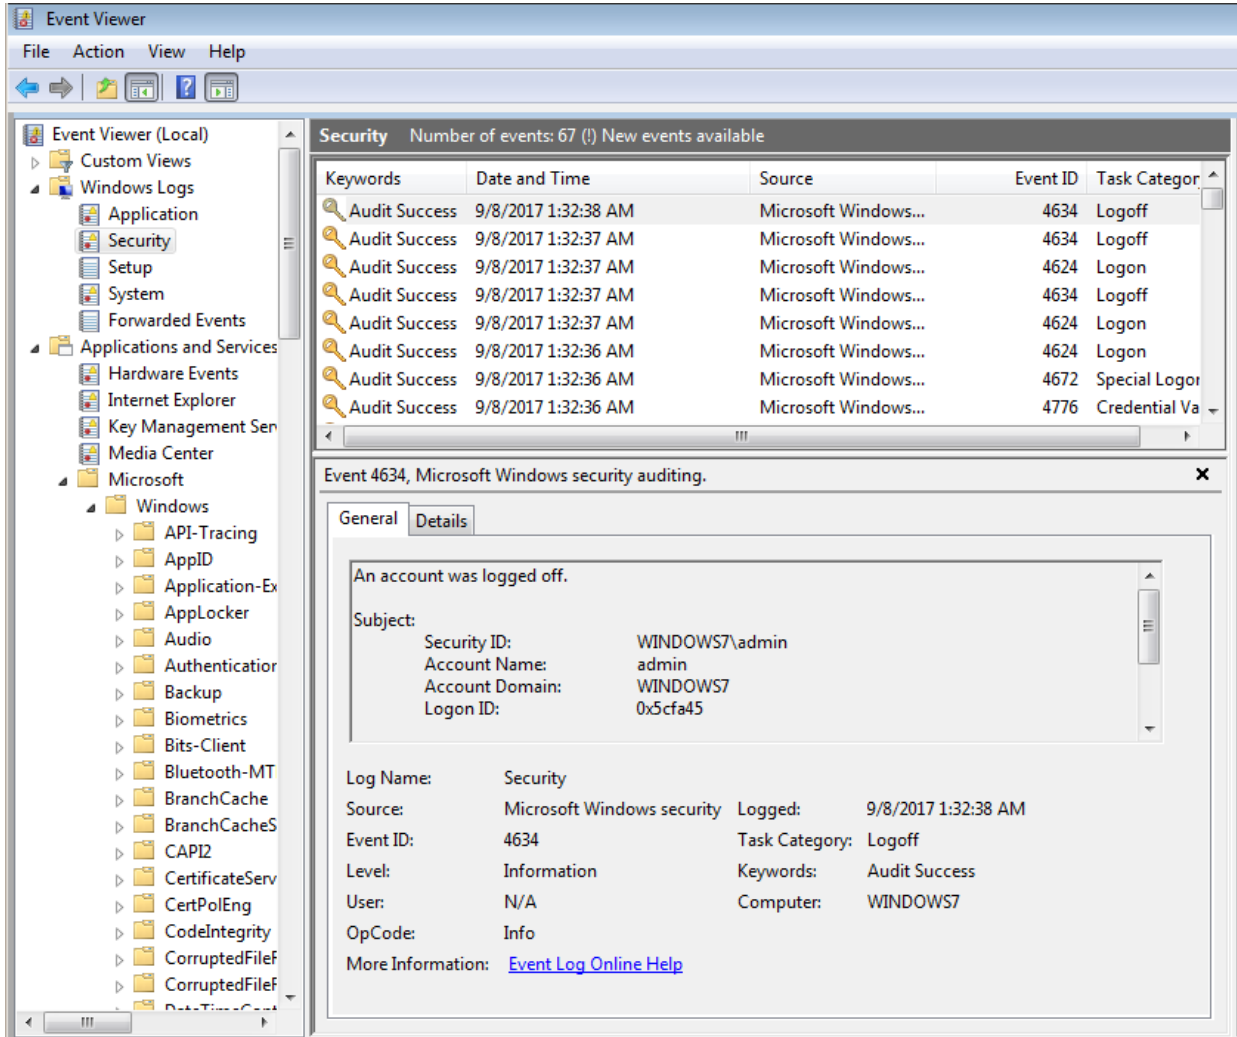 Event Viewer
File Action View Help
Event Viewer (Local)
Custom Views
Windows Logs
Application
Security
Setup
System
Forwarded Events
Applications and Services
Hardware Events
Internet Explorer
Key Management Ser
Media Center
Microsoft
Windows
API-Tracing
AppID
Application-Ex
AppLocker
Audio
Authentication
Backup
Biometrics
Bits-Client
Bluetooth-MT
BranchCache
BranchCacheS
CAPI2
CertificateServ
CertPolEng
CodeIntegrity
CorruptedFileF
CorruptedFileF
Security Number of events: 67 (!) New events available
Keywords Date and Time Source Event ID Task Categor
Audit Success 9/8/2017 1:32:38 AM Microsoft Windows... 4634 Logoff
Audit Success 9/8/2017 1:32:37 AM Microsoft Windows... 4634 Logoff
Audit Success 9/8/2017 1:32:37 AM Microsoft Windows... 4624 Logon
Audit Success 9/8/2017 1:32:37 AM Microsoft Windows... 4634 Logoff
Audit Success 9/8/2017 1:32:37 AM Microsoft Windows... 4624 Logon
Audit Success 9/8/2017 1:32:36 AM Microsoft Windows... 4624 Logon
Audit Success 9/8/2017 1:32:36 AM Microsoft Windows... 4672 Special Logor
Audit Success 9/8/2017 1:32:36 AM Microsoft Windows... 4776 Credential Va
Event 4634, Microsoft Windows security auditing.
General Details
An account was logged off.
Subject:
Security ID: WINDOWS7\admin
Account Name: admin
Account Domain: WINDOWS7
Logon ID: 0x5cfa45
Log Name: Security
Source: Microsoft Windows security Logged: 9/8/2017 1:32:38 AM
Event ID: 4634 Task Category: Logoff
Level: Information Keywords: Audit Success
User: N/A Computer: WINDOWS7
OpCode: Info
More Information: Event Log Online Help